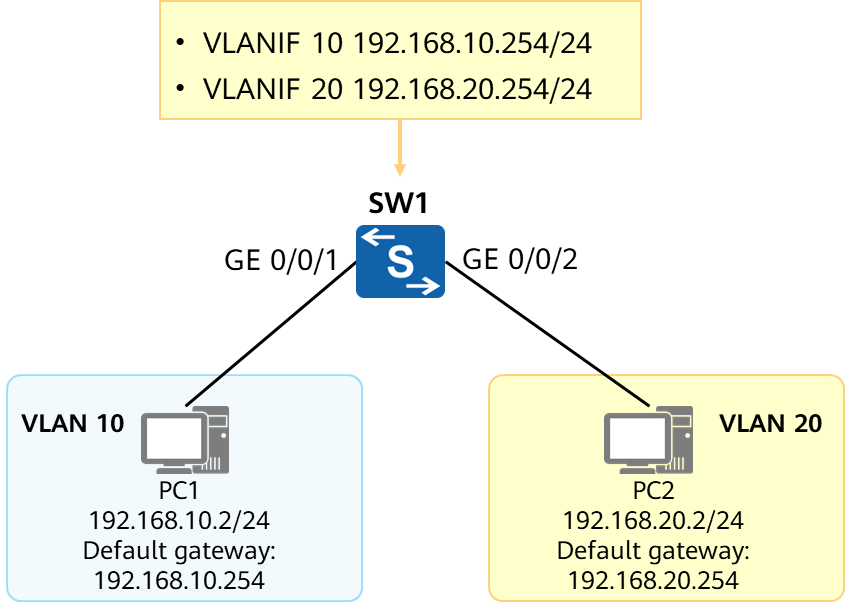 • VLANIF 10 192.168.10.254/24
• VLANIF 20 192.168.20.254/24
SW1
GE 0/0/1
S
GE 0/0/2
VLAN 10
PC1
192.168.10.2/24
Default gateway:
192.168.10.254
VLAN 20
PC2
192.168.20.2/24
Default gateway:
192.168.20.254